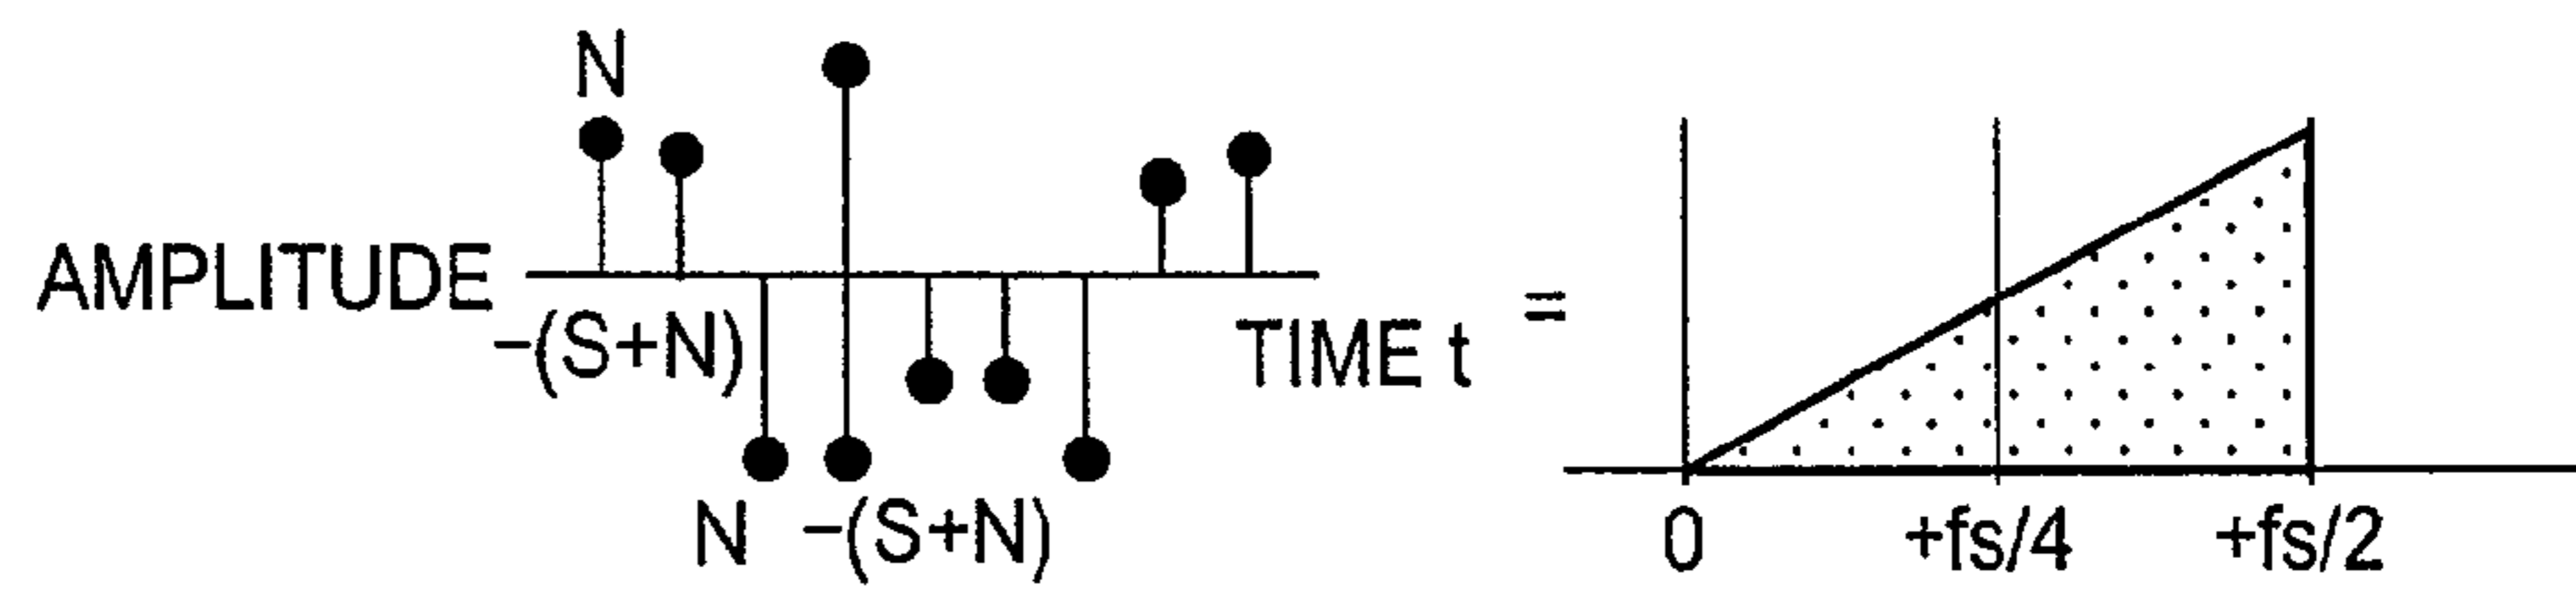 N
AMPLITUDE
-(S+N)
TIME t
=
N -(S+N)
0 +fs/4 +fs/2